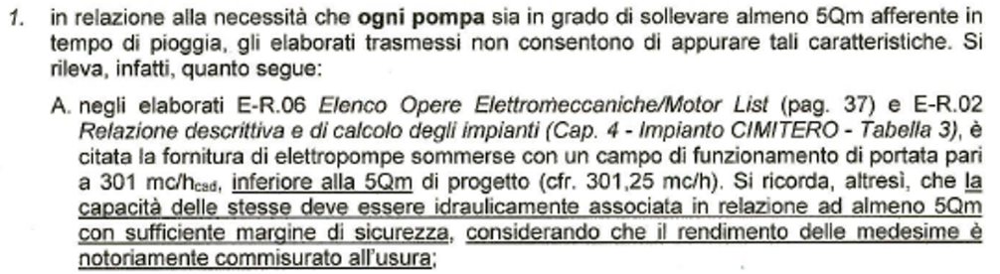 1. in relazione alla necessità che ogni pompa sia in grado di sollevare almeno 5Qm afferente in
tempo di pioggia, gli elaborati trasmessi non consentono di appurare tali caratteristiche. Si
rileva, infatti, quanto segue:
A. negli elaborati E-R.06 Elenco Opere Elettromeccaniche/Motor List (pag. 37) e E-R.02
Relazione descrittiva e di calcolo degli impianti (Cap. 4 - Impianto CIMITERO - Tabella 3), è
citata la fornitura di elettropompe sommerse con un campo di funzionamento di portata pari
a 301 mc/hcad, inferiore alla 5Qm di progetto (cfr. 301,25 mc/h). Si ricorda, altresì, che la
capacità delle stesse deve essere idraulicamente associata in relazione ad almeno 5Qm
con sufficiente margine di sicurezza, considerando che il rendimento delle medesime è
notoriamente commisurato all'usura;